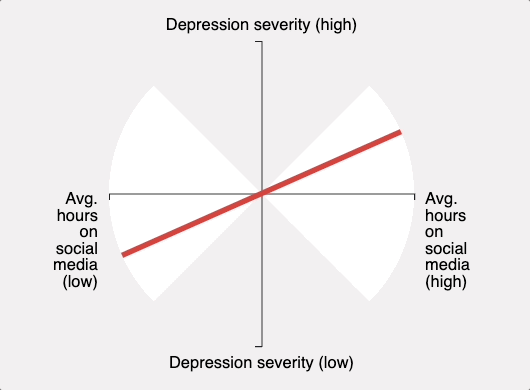 Depression severity (high)
Avg.
hours
on
social
media
(low)
Avg.
hours
on
social
media
(high)
Depression severity (low)